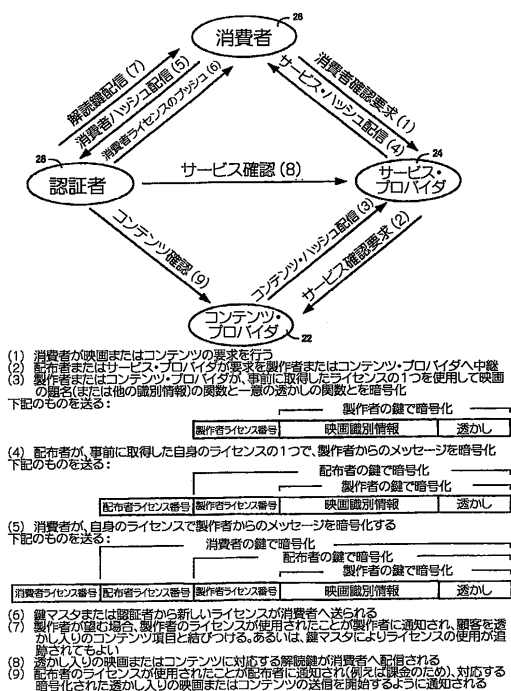 26
消費者
解読鍵配信 (7)
消費者ハッシュ配信 (5)
消費者ライセンスのプッシュ (6)
消費者確認要求 (1)
サービス・ハッシュ配信 (4)
28
認証者
サービス確認 (8)
24
サービス・
プロバイダ
コンテンツ確認 (9)
コンテンツ・ハッシュ配信 (3)
サービス確認要求 (2)
コンテンツ・
プロバイダ
22
(1) 消費者が映画またはコンテンツの要求を行う
(2) 配布者またはサービス・プロバイダが要求を製作者またはコンテンツ・プロバイダへ中継
(3) 製作者またはコンテンツ・プロバイダが、事前に取得したライセンスの1つを使用して映画
の題名(または他の識別情報)の関数と一意の透かしの関数とを暗号化
下記のものを送る:
製作者の鍵で暗号化
製作者ライセンス番号 映画識別情報 透かし
(4) 配布者が、事前に取得した自身のライセンスの1つで、製作者からのメッセージを暗号化
下記のものを送る:
配布者の鍵で暗号化
製作者の鍵で暗号化
配布者ライセンス番号 製作者ライセンス番号 映画識別情報 透かし
(5) 消費者が、自身のライセンスで製作者からのメッセージを暗号化する
下記のものを送る:
消費者の鍵で暗号化
配布者の鍵で暗号化
製作者の鍵で暗号化
消費者ライセンス番号 配布者ライセンス番号 製作者ライセンス番号 映画識別情報 透かし
(6) 鍵マスタまたは認証者から新しいライセンスが消費者へ送られる
(7) 製作者が望む場合、製作者のライセンスが使用されたことが製作者に通知され、顧客を透
かし入りのコンテンツ項目と結びつける。あるいは、鍵マスタによりライセンスの使用が追
跡されてもよい
(8) 透かし入りの映画またはコンテンツに対応する解読鍵が消費者へ配信される
(9) 配布者のライセンスが使用されたことが配布者に通知され(例えば課金のため)、対応する
暗号化された透かし入りの映画またはコンテンツの送信を開始するように通知される